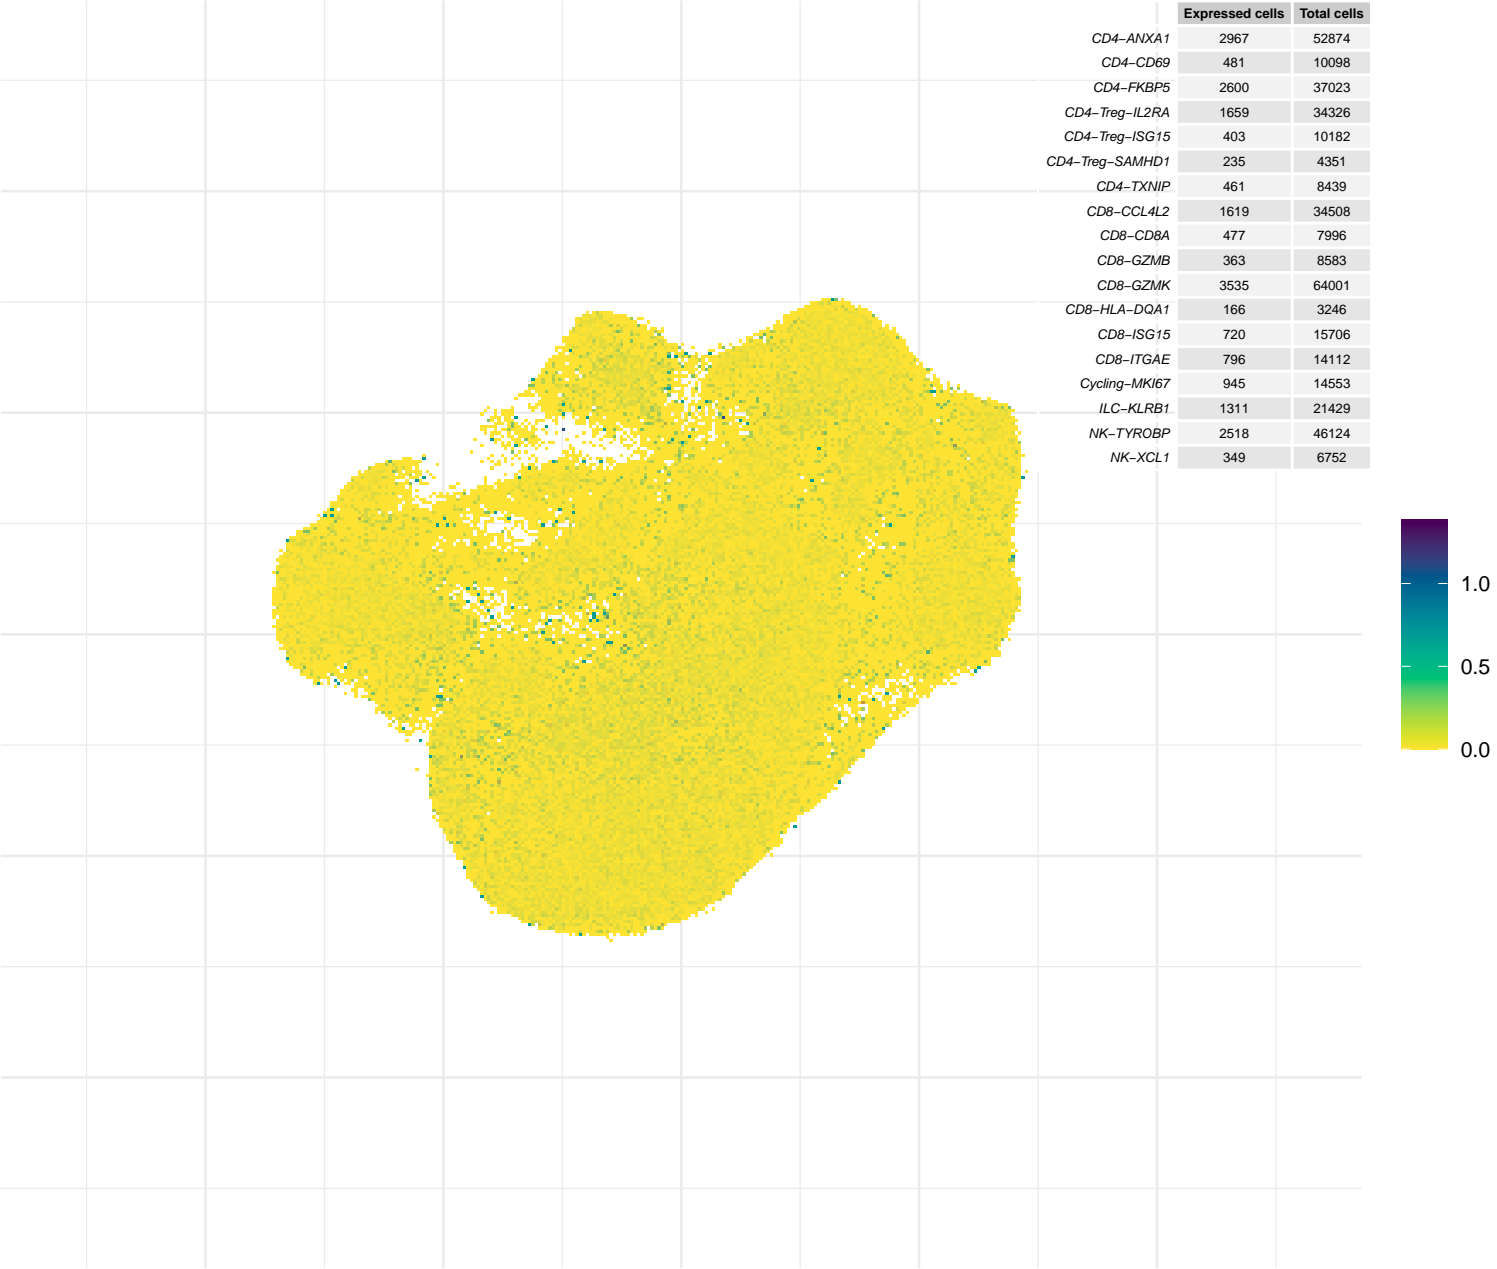 Expressed cells Total cells
CD4−ANXA1 2967 52874
CD4−CD69 481 10098
CD4−FKBP5 2600 37023
CD4−Treg−IL2RA 1659 34326
CD4−Treg−ISG15 403 10182
CD4−Treg−SAMHD1 235 4351
CD4−TXNIP 461 8439
CD8−CCL4L2 1619 34508
CD8−CD8A 477 7996
CD8−GZMB 363 8583
CD8−GZMK 3535 64001
CD8−HLA−DQA1 166 3246
CD8−ISG15 720 15706
CD8−ITGAE 796 14112
Cycling−MKI67 945 14553
ILC−KLRB1 1311 21429
NK−TYROBP 2518 46124
NK−XCL1 349 6752
1.0
0.5
0.0